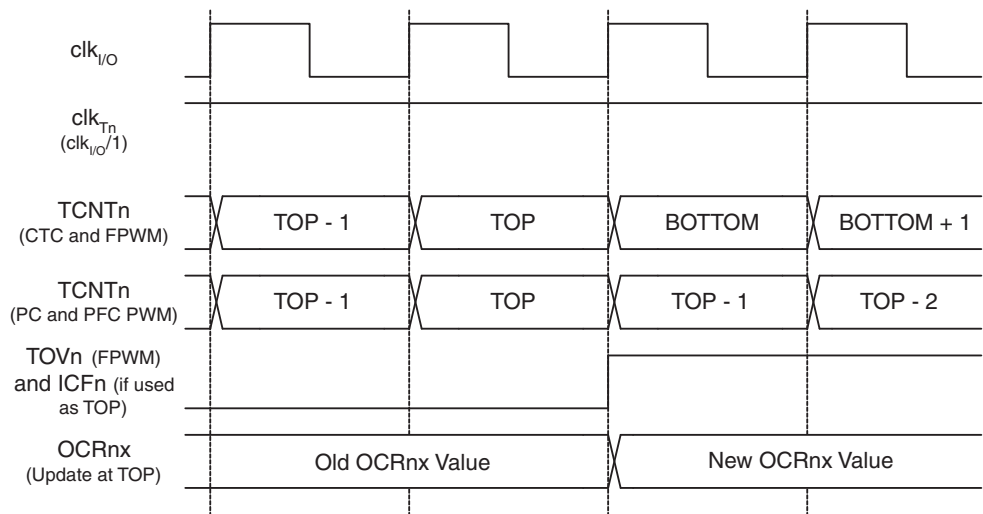 clkI/O
clkTn
(clkI/O/1)
TCNTn
(CTC and FPWM)
TOP - 1
TOP
BOTTOM
BOTTOM + 1
TCNTn
(PC and PFC PWM)
TOP - 1
TOP
TOP - 1
TOP - 2
TOVn (FPWM)
and ICFn (if used
as TOP)
OCRnx
(Update at TOP)
Old OCRnx Value
New OCRnx Value